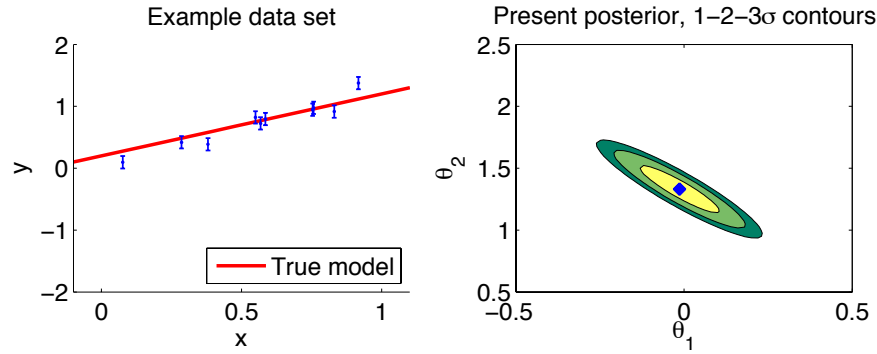 Example data set
2
1
0
−1
−2
y
0
0.5
1
x
True model
Present posterior, 1−2−3σ contours
2.5
2
1.5
1
0.5
θ2
−0.5
0
0.5
θ1